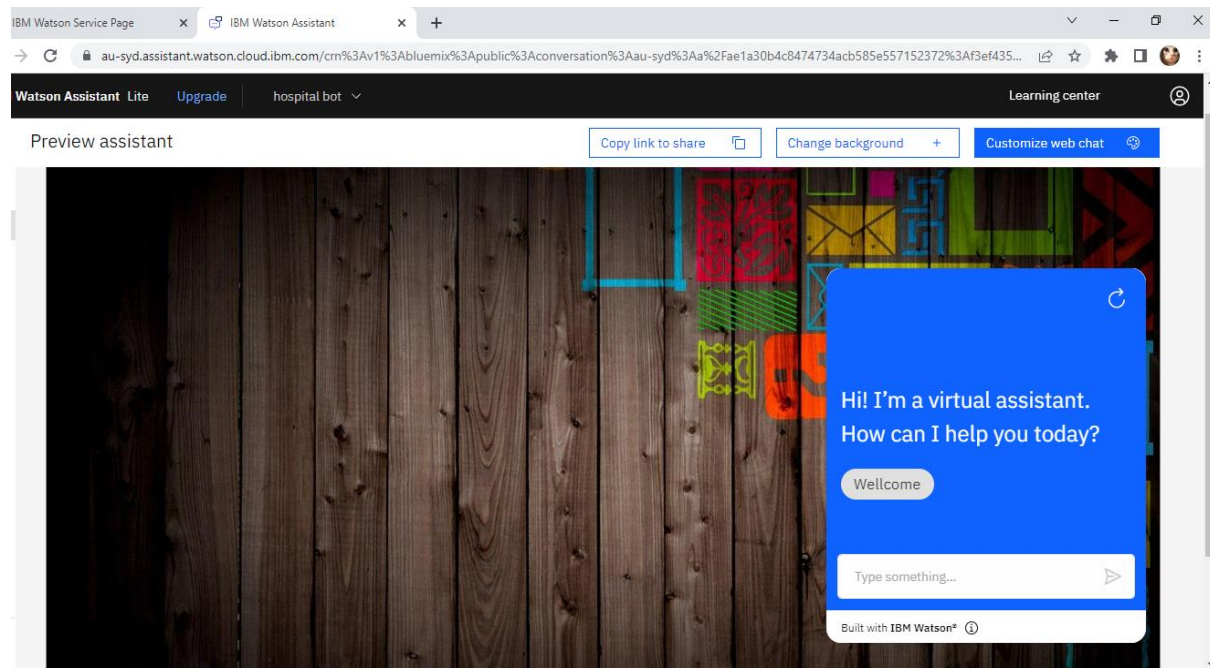 IBM Watson Service Page
IBM Watson Assistant
au-syd.assistant.watson.cloud.ibm.com/crn%3Av1%3Abluemix%3Apublic%3Aconversation%3Aau-syd%3Aa%2Fae1a30b4c8474734acb585e557152372%3Af3ef435...
Watson Assistant Lite Upgrade hospital bot Learning center
Preview assistant Copy link to share Change background + Customize web chat
Hi! I'm a virtual assistant.
How can I help you today?
Wellcome
Type something...
Built with IBM Watson®